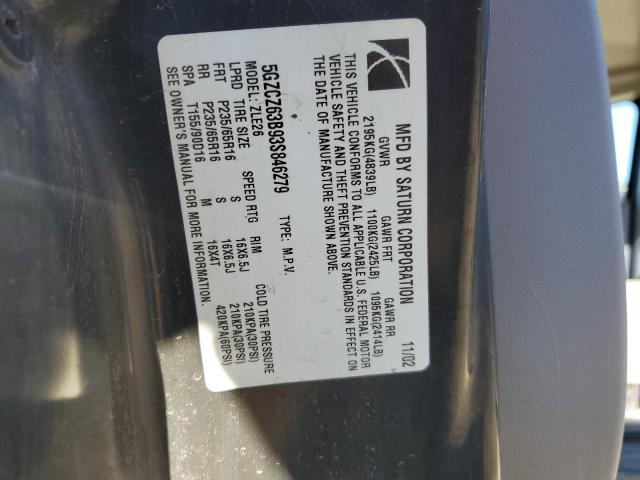 MFD BY SATURN CORPORATION 11/02
GVWR GAWR FRT GAWR RR
2195KG(4839LB) 1100KG(2425LB) 1095KG(2414LB)
THIS VEHICLE CONFORMS TO ALL APPLICABLE U.S. FEDERAL MOTOR
VEHICLE SAFETY AND THEFT PREVENTION STANDARDS IN EFFECT ON
THE DATE OF MANUFACTURE SHOWN ABOVE.
5GZCZ63B93S846279 TYPE: M.P.V.
MODEL: ZLE26
LPRD TIRE SIZE SPEED RTG RIM COLD TIRE PRESSURE
FRT P235/65R16 S 16X6.5J 210KPA(30PSI)
RR P235/65R16 S 16X6.5J 210KPA(30PSI)
SPA T155/90D16 M 16X4T 420KPA(60PSI)
SEE OWNER'S MANUAL FOR